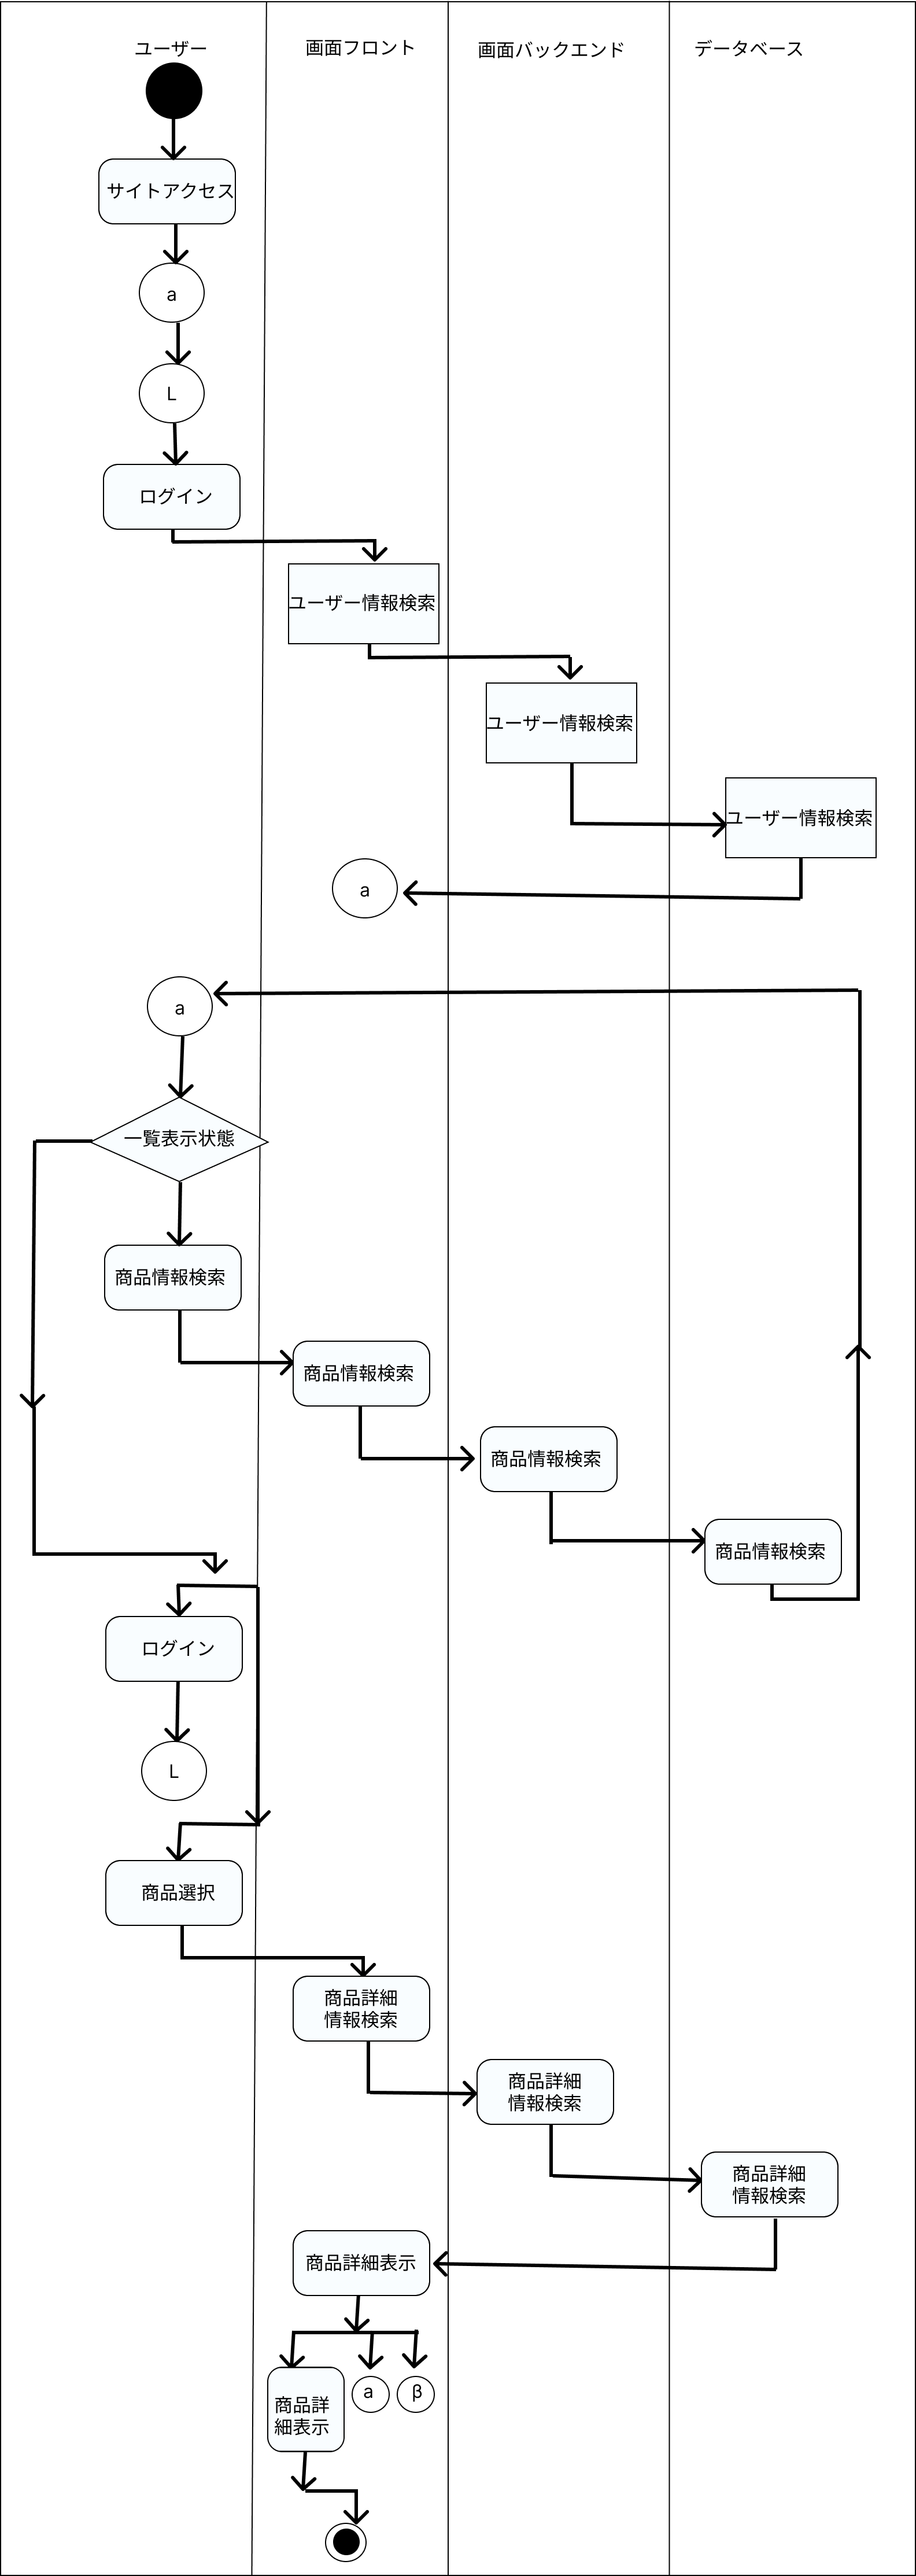 ユーザー
画面フロント
画面バックエンド
データベース
サイトアクセス
a
L
ログイン
ユーザー情報検索
ユーザー情報検索
ユーザー情報検索
a
a
一覧表示状態
商品情報検索
商品情報検索
商品情報検索
商品情報検索
ログイン
L
商品選択
商品詳細
情報検索
商品詳細
情報検索
商品詳細
情報検索
商品詳細表示
商品詳
細表示
a
β